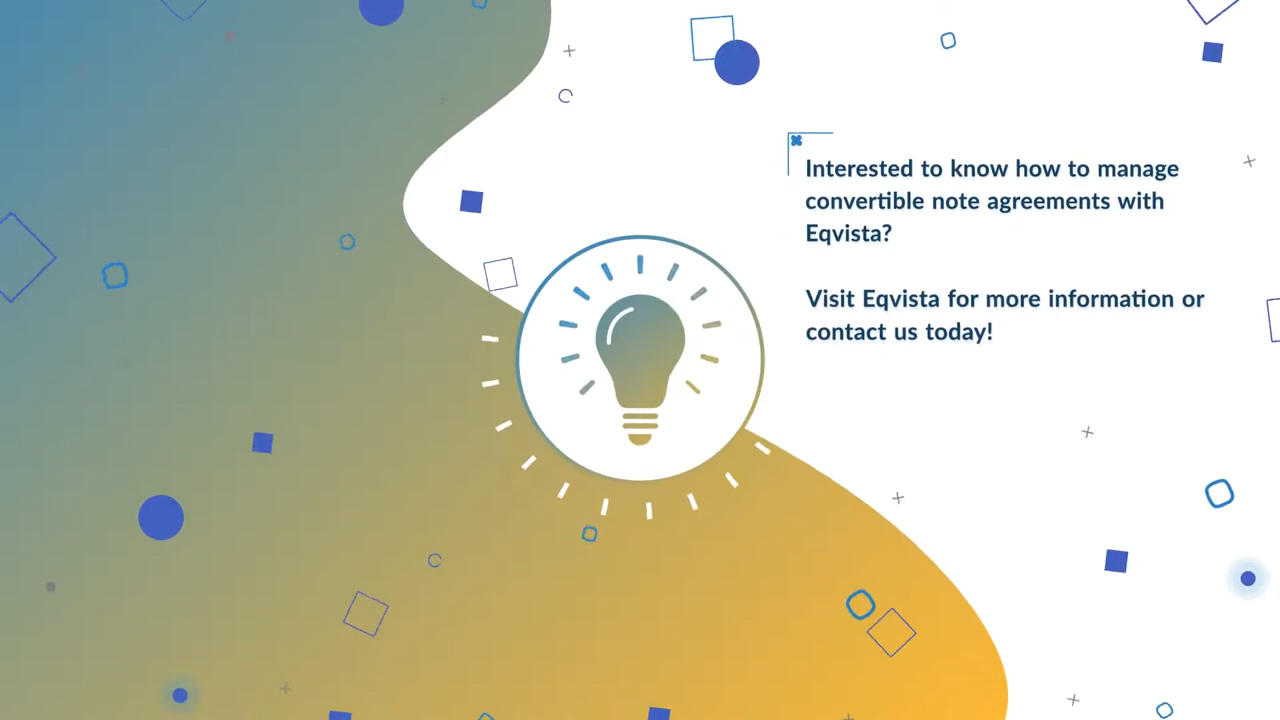 Interested to know how to manage
convertible note agreements with
Eqvista?
Visit Eqvista for more information or
contact us today!